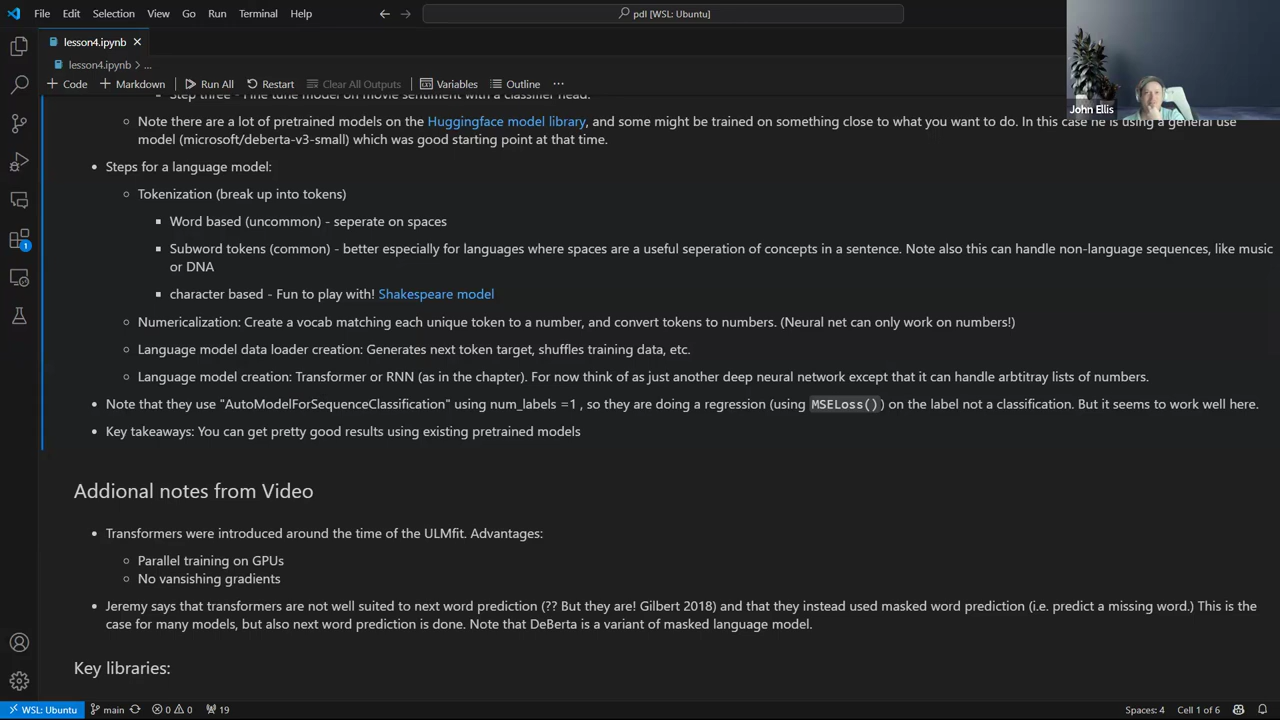 File Edit Selection View Go Run Terminal Help
pdl [WSL: Ubuntu]
lesson4.ipynb
lesson4.ipynb > ...
+ Code + Markdown Run All Restart Clear All Outputs Variables Outline ...
Step three - Fine tune model on movie sentiment with a classifier head.
John Ellis
Note there are a lot of pretrained models on the Huggingface model library, and some might be trained on something close to what you want to do. In this case he is using a general use
model (microsoft/deberta-v3-small) which was good starting point at that time.
Steps for a language model:
Tokenization (break up into tokens)
Word based (uncommon) - seperate on spaces
Subword tokens (common) - better especially for languages where spaces are a useful seperation of concepts in a sentence. Note also this can handle non-language sequences, like music
or DNA
character based - Fun to play with! Shakespeare model
Numericalization: Create a vocab matching each unique token to a number, and convert tokens to numbers. (Neural net can only work on numbers!)
Language model data loader creation: Generates next token target, shuffles training data, etc.
Language model creation: Transformer or RNN (as in the chapter). For now think of as just another deep neural network except that it can handle arbtitray lists of numbers.
Note that they use "AutoModelForSequenceClassification" using num_labels =1 , so they are doing a regression (using MSELoss() ) on the label not a classification. But it seems to work well here.
Key takeaways: You can get pretty good results using existing pretrained models
Addional notes from Video
Transformers were introduced around the time of the ULMfit. Advantages:
Parallel training on GPUs
No vansishing gradients
Jeremy says that transformers are not well suited to next word prediction (?? But they are! Gilbert 2018) and that they instead used masked word prediction (i.e. predict a missing word.) This is the
case for many models, but also next word prediction is done. Note that DeBerta is a variant of masked language model.
Key libraries:
1
WSL: Ubuntu main 0 0 19 Spaces: 4 Cell 1 of 6